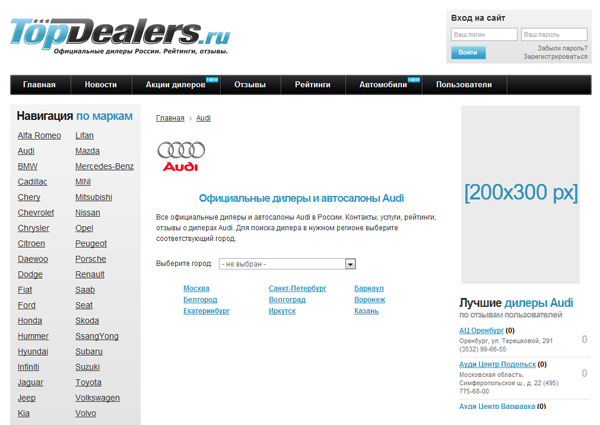 TopDealers.ru
Официальные дилеры России. Рейтинги, отзывы.
Вход на сайт
Ваш логин
Ваш пароль
Войти
Забыли пароль?
Зарегистрироваться
Главная
Новости
Акции дилеров
NEW
Отзывы
Рейтинги
Автомобили
NEW
Пользователи
Навигация по маркам
Alfa Romeo Lifan
Audi Mazda
BMW Mercedes-Benz
Cadillac MINI
Chery Mitsubishi
Chevrolet Nissan
Chrysler Opel
Citroen Peugeot
Daewoo Porsche
Dodge Renault
Fiat Saab
Ford Seat
Honda Skoda
Hummer SsangYong
Hyundai Subaru
Infiniti Suzuki
Jaguar Toyota
Jeep Volkswagen
Kia Volvo
Главная Audi
Audi
Официальные дилеры и автосалоны Audi
Все официальные дилеры и автосалоны Audi в России. Контакты, услуги, рейтинги,
отзывы о дилерах Audi. Для поиска дилера в нужном регионе выберите
соответствующий город.
Выберите город: - не выбран -
Москва Санкт-Петербург Барнаул
Белгород Волгоград Воронеж
Екатеринбург Иркутск Казань
[200x300 px]
Лучшие дилеры Audi
по отзывам пользователей
АЦ Оренбург (0)
Оренбург, ул. Терешковой, 291
(3532) 99-66-55
0
Ауди Центр Подольск (0)
Московская область,
Симферопольское ш., д. 22 (495)
775-68-00
0
Ауди Центр Варшавка (0)